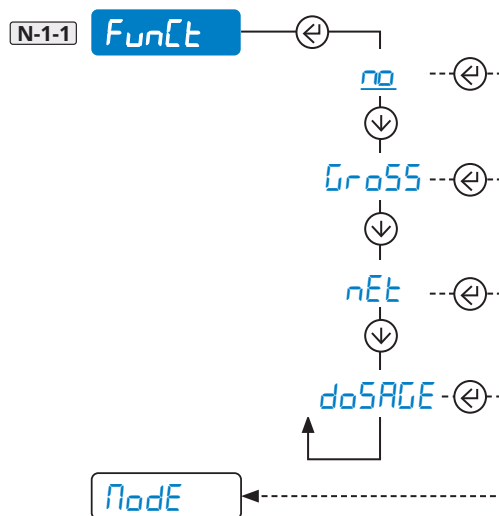 N-1-1 FunCt
no
GroSS
nEt
doSAGE
ModE